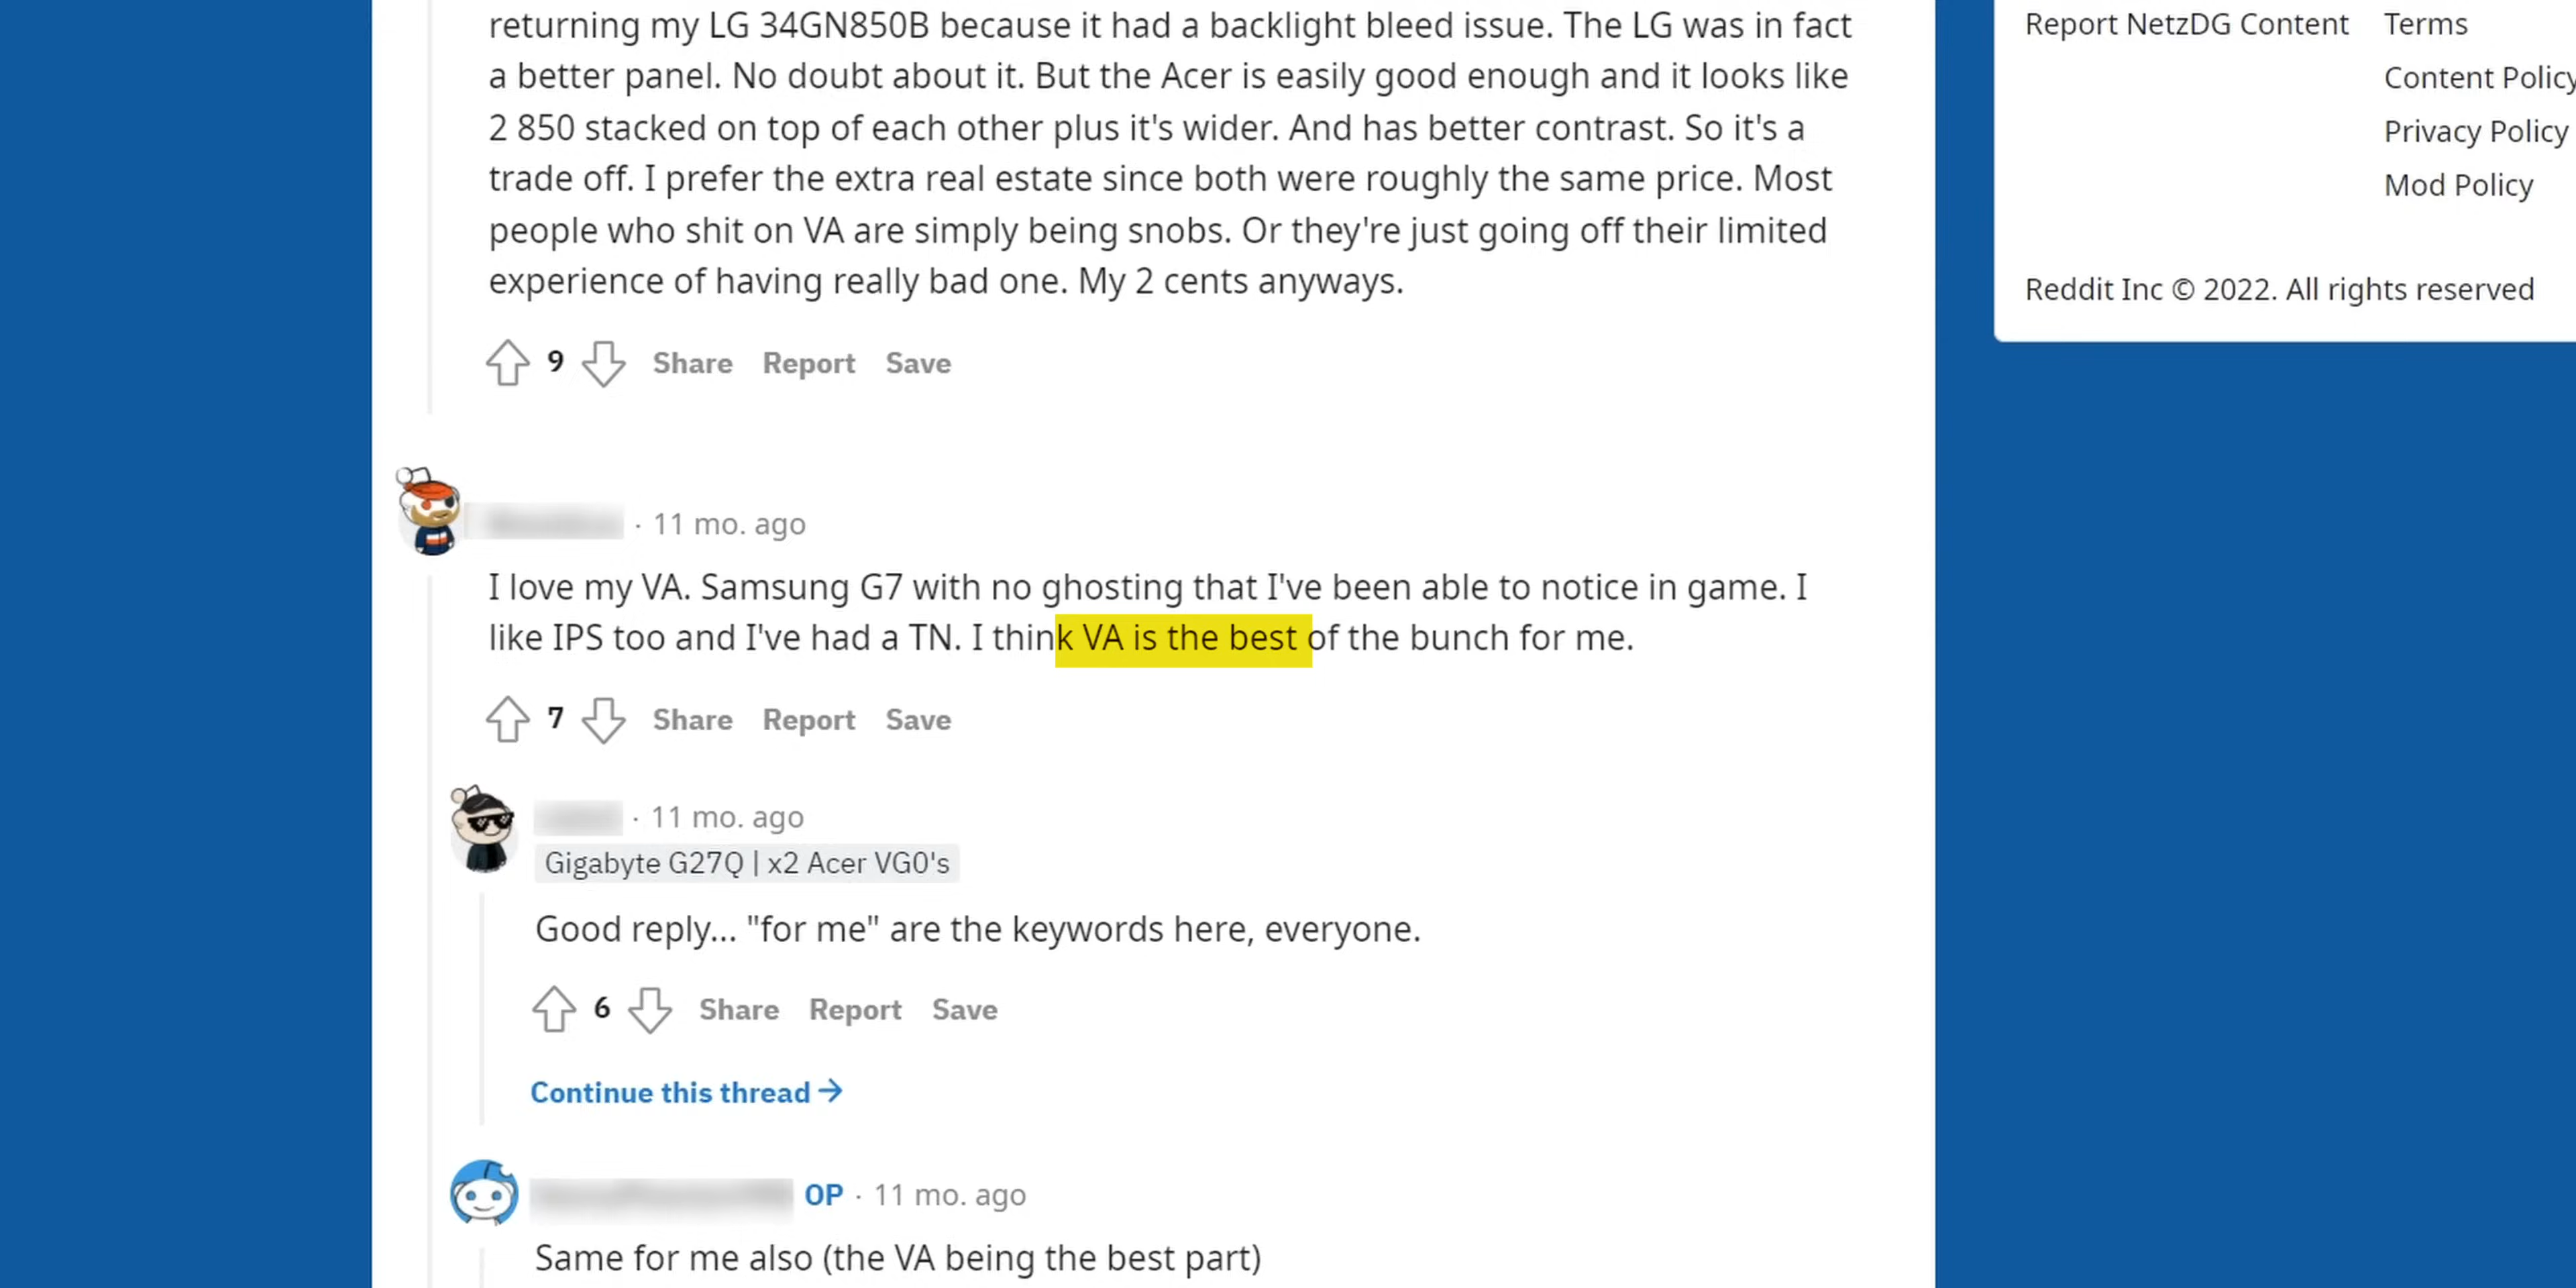 returning my LG 34GN850B because it had a backlight bleed issue. The LG was in fact
a better panel. No doubt about it. But the Acer is easily good enough and it looks like
2 850 stacked on top of each other plus it's wider. And has better contrast. So it's a
trade off. I prefer the extra real estate since both were roughly the same price. Most
people who shit on VA are simply being snobs. Or they're just going off their limited
experience of having really bad one. My 2 cents anyways.
9 Share Report Save
· 11 mo. ago
I love my VA. Samsung G7 with no ghosting that I've been able to notice in game. I
like IPS too and I've had a TN. I think VA is the best of the bunch for me.
7 Share Report Save
· 11 mo. ago
Gigabyte G27Q | x2 Acer VG0's
Good reply... "for me" are the keywords here, everyone.
6 Share Report Save
Continue this thread →
OP · 11 mo. ago
Same for me also (the VA being the best part)
Report NetzDG Content Terms
Content Policy
Privacy Policy
Mod Policy
Reddit Inc © 2022. All rights reserved